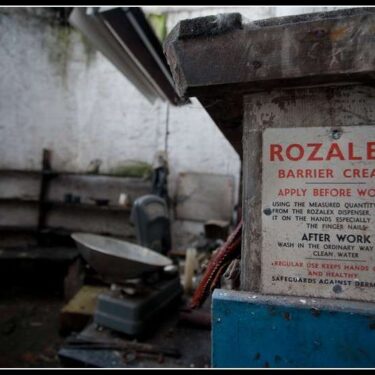 ROZALE
BARRIER CREA
APPLY BEFORE WO
USING THE MEASURED QUANTITY
FROM THE ROZALEX DISPENSER,
IT ON THE HANDS ESPECIALLY
THE FINGER NAILS
AFTER WORK
WASH IN THE ORDINARY WAY
CLEAN WATER
REGULAR USE KEEPS HANDS
AND HEALTHY
SAFEGUARDS AGAINST DERM